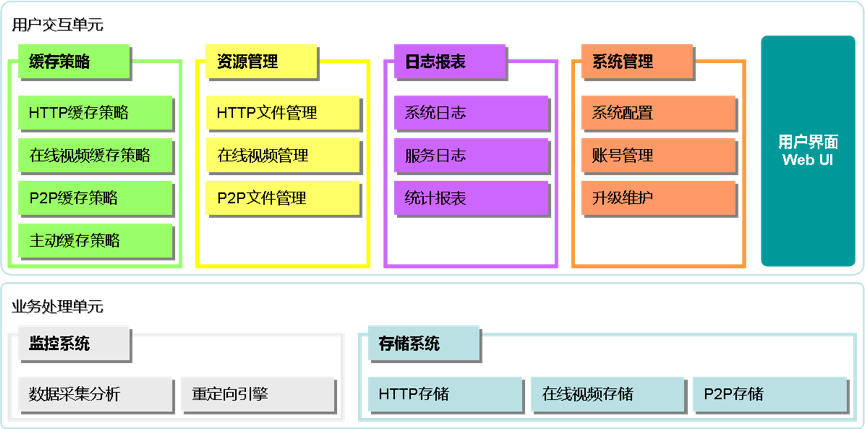 用户交互单元
缓存策略
HTTP缓存策略
在线视频缓存策略
P2P缓存策略
主动缓存策略
资源管理
HTTP文件管理
在线视频管理
P2P文件管理
日志报表
系统日志
服务日志
统计报表
系统管理
系统配置
账号管理
升级维护
用户界面
Web UI
业务处理单元
监控系统
数据采集分析
重定向引擎
存储系统
HTTP存储
在线视频存储
P2P存储